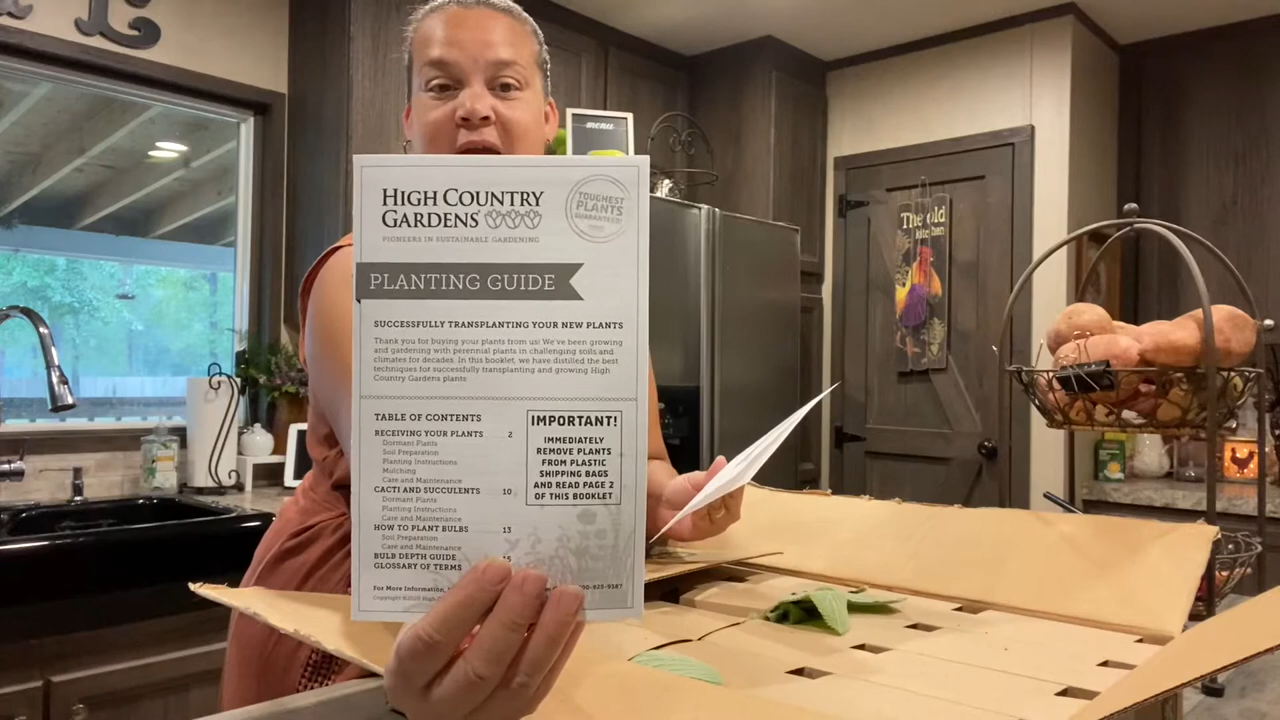 menu
HIGH COUNTRY
GARDENS
PIONEERS IN SUSTAINABLE GARDENING
TOUGHEST
PLANTS
GUARANTEED!
PLANTING GUIDE
SUCCESSFULLY TRANSPLANTING YOUR NEW PLANTS
Thank you for buying your plants from us! We've been growing
and gardening with perennial plants in challenging soils and
climates for decades. In this booklet, we have distilled the best
techniques for successfully transplanting and growing High
Country Gardens plants
TABLE OF CONTENTS
RECEIVING YOUR PLANTS 2
Dormant Plants
Soil Preparation
Planting Instructions
Mulching
Care and Maintenance
CACTI AND SUCCULENTS 10
Dormant Plants
Planting Instructions
Care and Maintenance
HOW TO PLANT BULBS 13
Soil Preparation
Care and Maintenance
BULB DEPTH GUIDE
GLOSSARY OF TERMS
IMPORTANT!
IMMEDIATELY
REMOVE PLANTS
FROM PLASTIC
SHIPPING BAGS
AND READ PAGE 2
OF THIS BOOKLET
For More Information,
Copyright ©2020 High
The old
kitchen